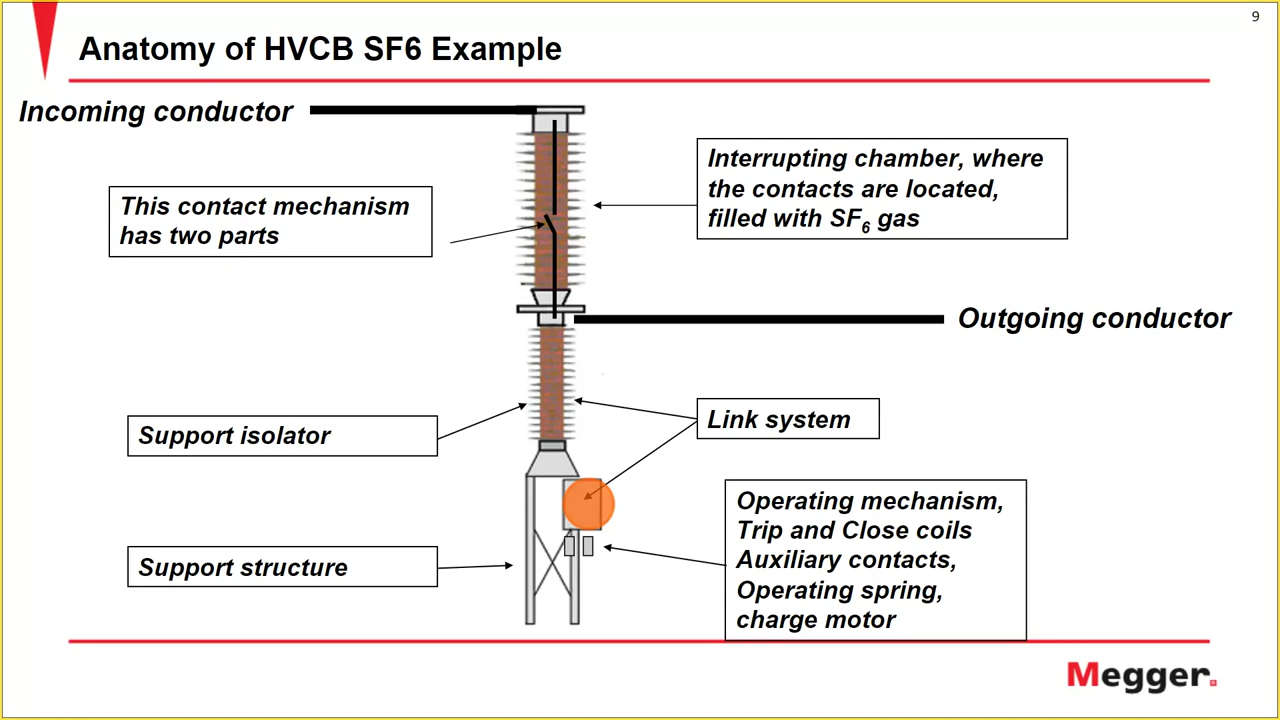 9
Anatomy of HVCB SF6 Example
Incoming conductor
Interrupting chamber, where
the contacts are located,
filled with SF6 gas
This contact mechanism
has two parts
Outgoing conductor
Link system
Support isolator
Operating mechanism,
Trip and Close coils
Auxiliary contacts,
Operating spring,
charge motor
Support structure
Megger.